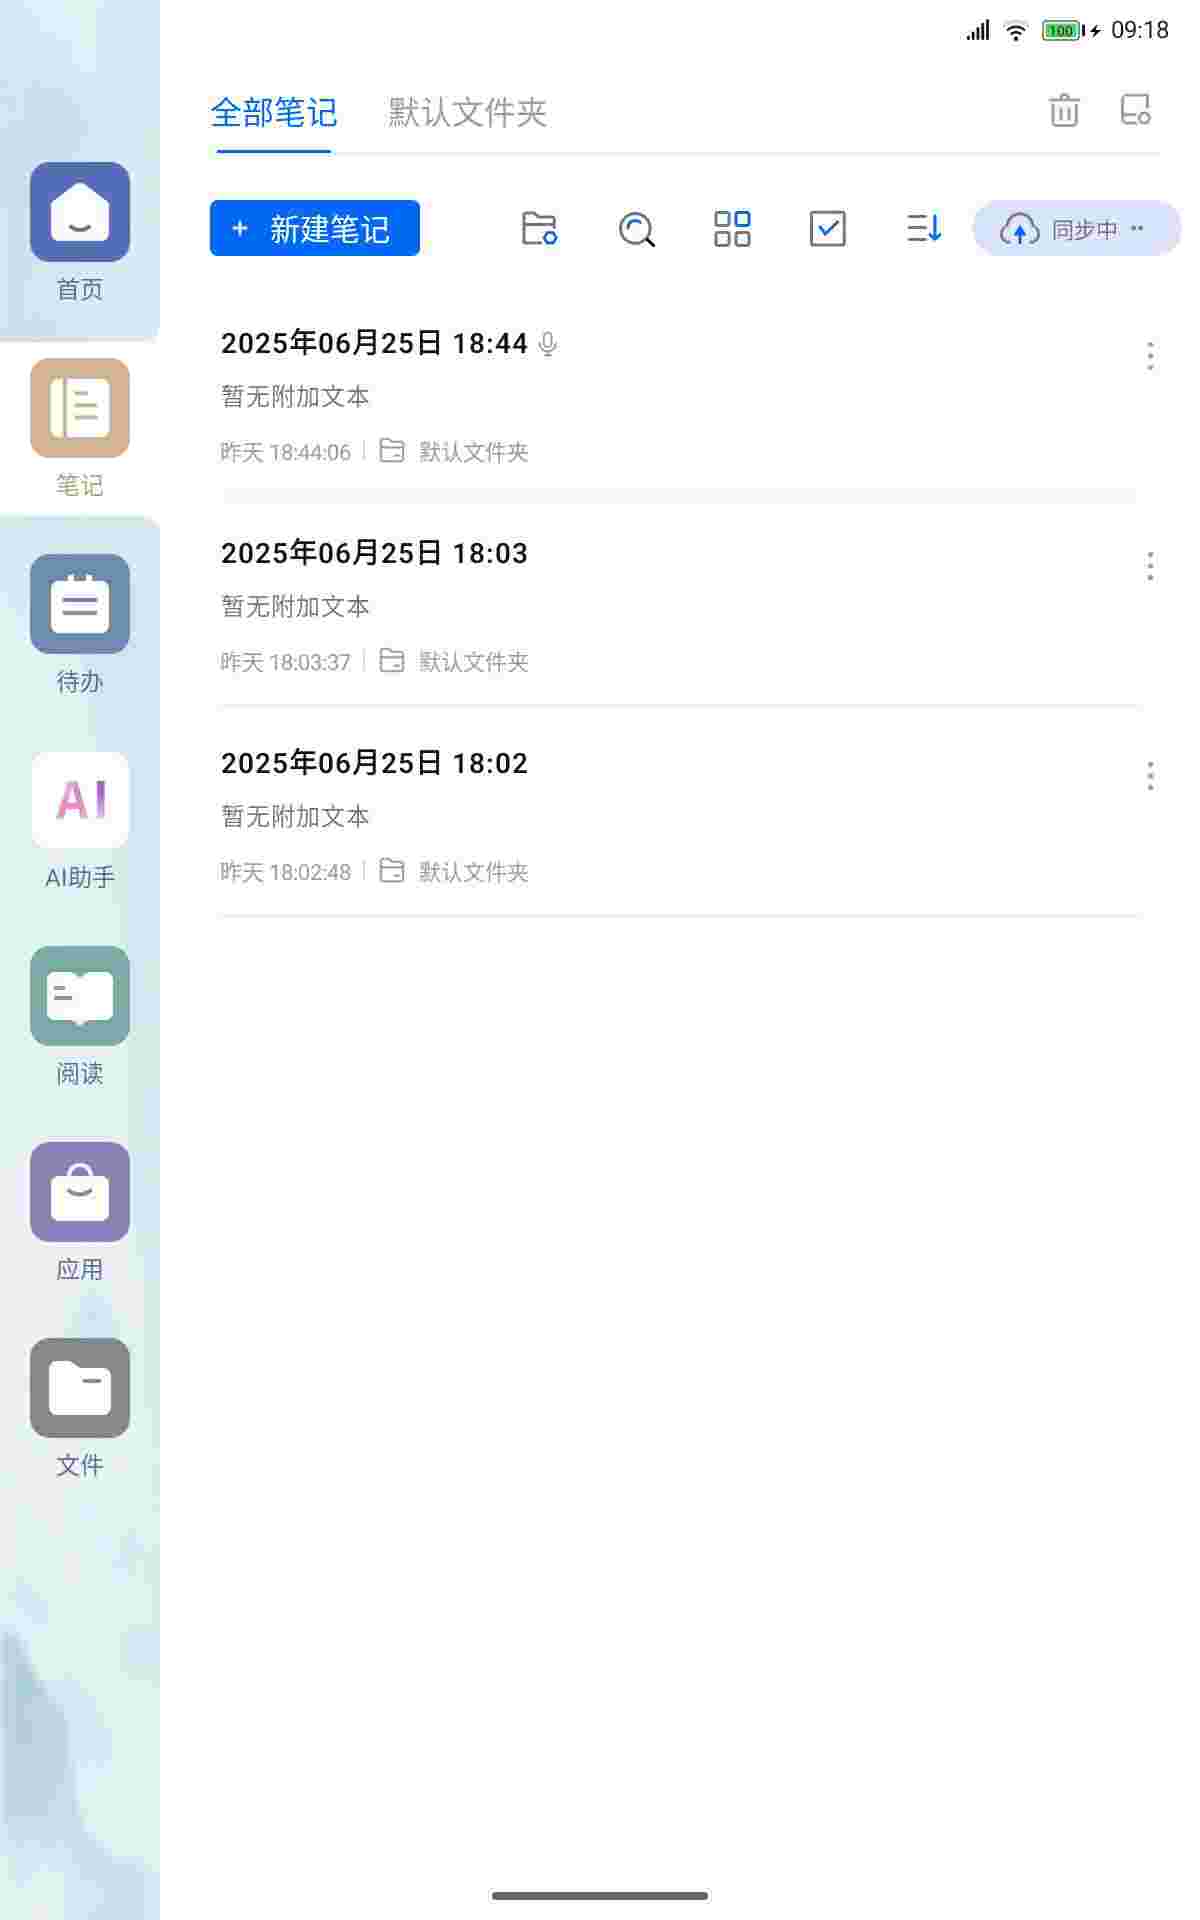 100 09:18
全部笔记 默认文件夹
+ 新建笔记 同步中 ··
首页
笔记
待办
AI
AI助手
阅读
应用
文件
2025年06月25日 18:44
暂无附加文本
昨天 18:44:06 默认文件夹
2025年06月25日 18:03
暂无附加文本
昨天 18:03:37 默认文件夹
2025年06月25日 18:02
暂无附加文本
昨天 18:02:48 默认文件夹